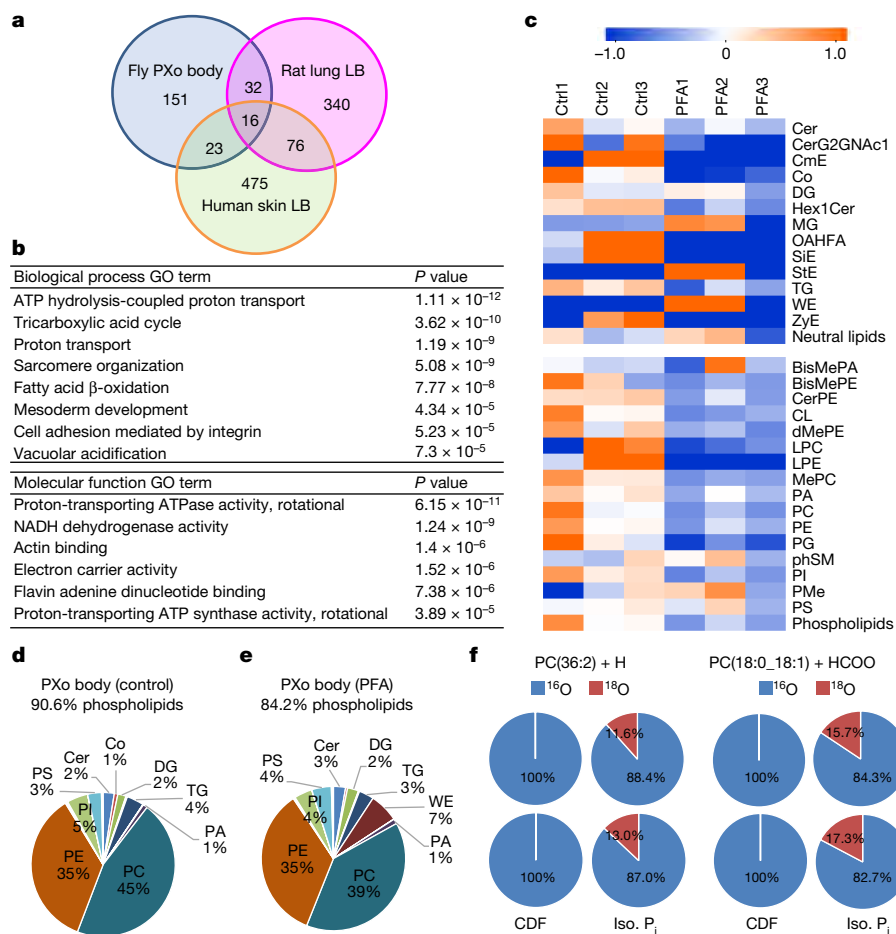 a
Fly PXo body
151
32
Rat lung LB
340
16
23
76
475
Human skin LB
b
Biological process GO term P value
ATP hydrolysis-coupled proton transport 1.11 × 10⁻¹²
Tricarboxylic acid cycle 3.62 × 10⁻¹⁰
Proton transport 1.19 × 10⁻⁹
Sarcomere organization 5.08 × 10⁻⁹
Fatty acid β-oxidation 7.77 × 10⁻⁸
Mesoderm development 4.34 × 10⁻⁵
Cell adhesion mediated by integrin 5.23 × 10⁻⁵
Vacuolar acidification 7.3 × 10⁻⁵
Molecular function GO term P value
Proton-transporting ATPase activity, rotational 6.15 × 10⁻¹¹
NADH dehydrogenase activity 1.24 × 10⁻⁹
Actin binding 1.4 × 10⁻⁶
Electron carrier activity 1.52 × 10⁻⁶
Flavin adenine dinucleotide binding 7.38 × 10⁻⁶
Proton-transporting ATP synthase activity, rotational 3.89 × 10⁻⁵
c
-1.0 0 1.0
Ctrl1 Ctrl2 Ctrl3 PFA1 PFA2 PFA3
Cer
CerG2GNAc1
CmE
Co
DG
Hex1Cer
MG
OAHFA
SiE
StE
TG
WE
ZyE
Neutral lipids
BisMePA
BisMePE
CerPE
CL
dMePE
LPC
LPE
MePC
PA
PC
PE
PG
phSM
PI
PMe
PS
Phospholipids
d
PXo body (control)
90.6% phospholipids
PS
3%
Cer
2%
Co
1%
DG
2%
TG
4%
PA
1%
PI
5%
PE
35%
PC
45%
e
PXo body (PFA)
84.2% phospholipids
PS
4%
Cer
3%
DG
2%
TG
3%
WE
7%
PA
1%
PI
4%
PE
35%
PC
39%
f
PC(36:2) + H
¹⁶O ¹⁸O
PC(18:0_18:1) + HCOO
¹⁶O ¹⁸O
100%
11.6%
88.4%
100%
15.7%
84.3%
100%
13.0%
87.0%
100%
17.3%
82.7%
CDF Iso. Pᵢ CDF Iso. Pᵢ